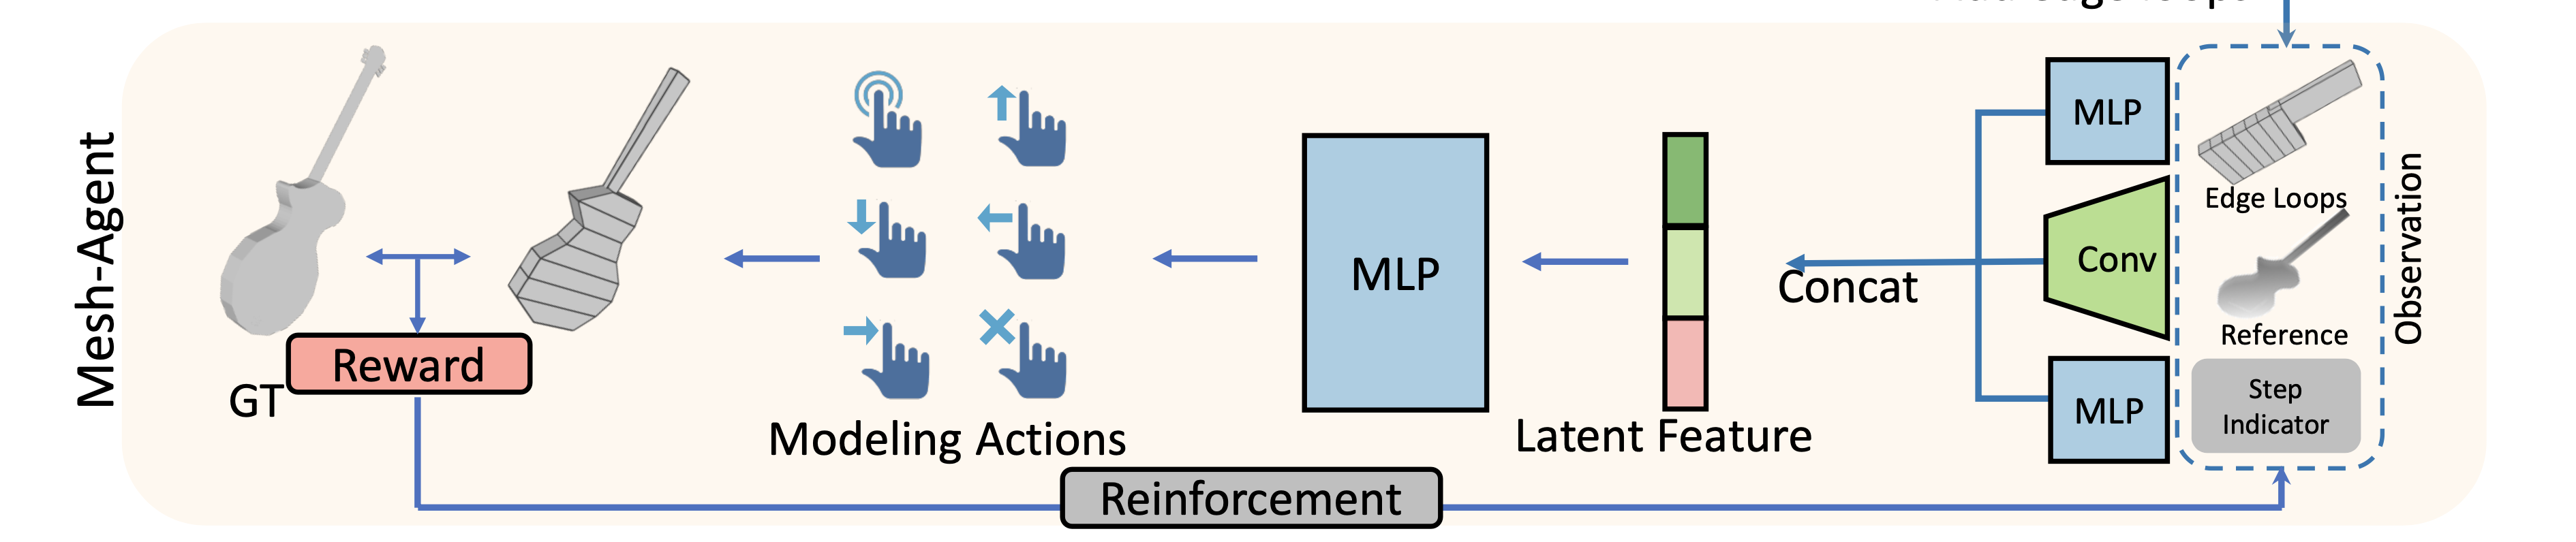 Mesh-Agent
GT
Reward
Modeling Actions
MLP
Latent Feature
Concat
MLP
Conv
MLP
Edge Loops
Reference
Step
Indicator
Observation
Reinforcement